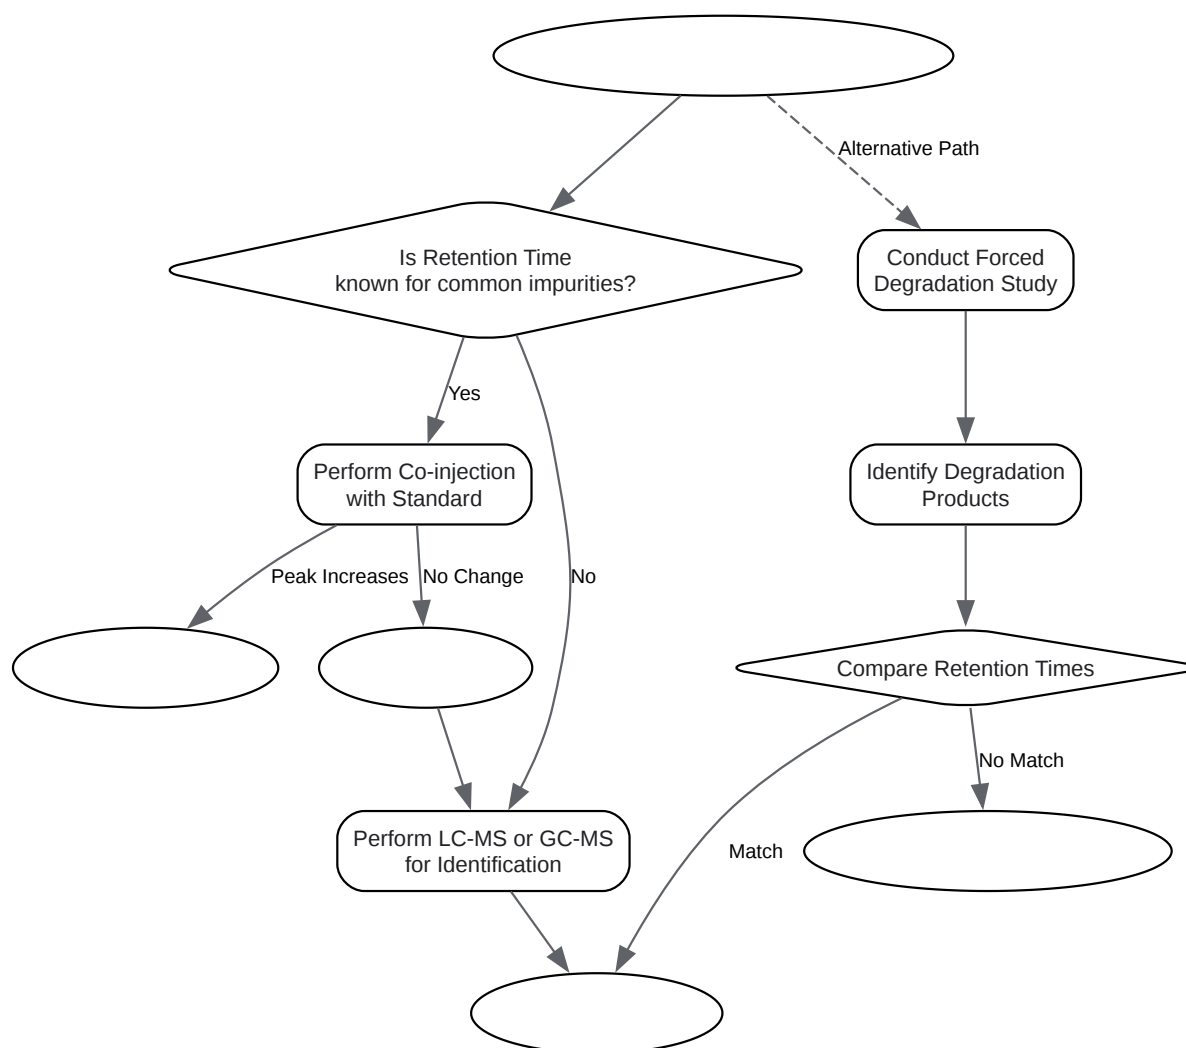 Alternative Path
Is Retention Time
known for common impurities?
Conduct Forced
Degradation Study
Yes
Perform Co-injection
with Standard
Identify Degradation
Products
Peak Increases
No Change
No
Compare Retention Times
No Match
Perform LC-MS or GC-MS
for Identification
Match